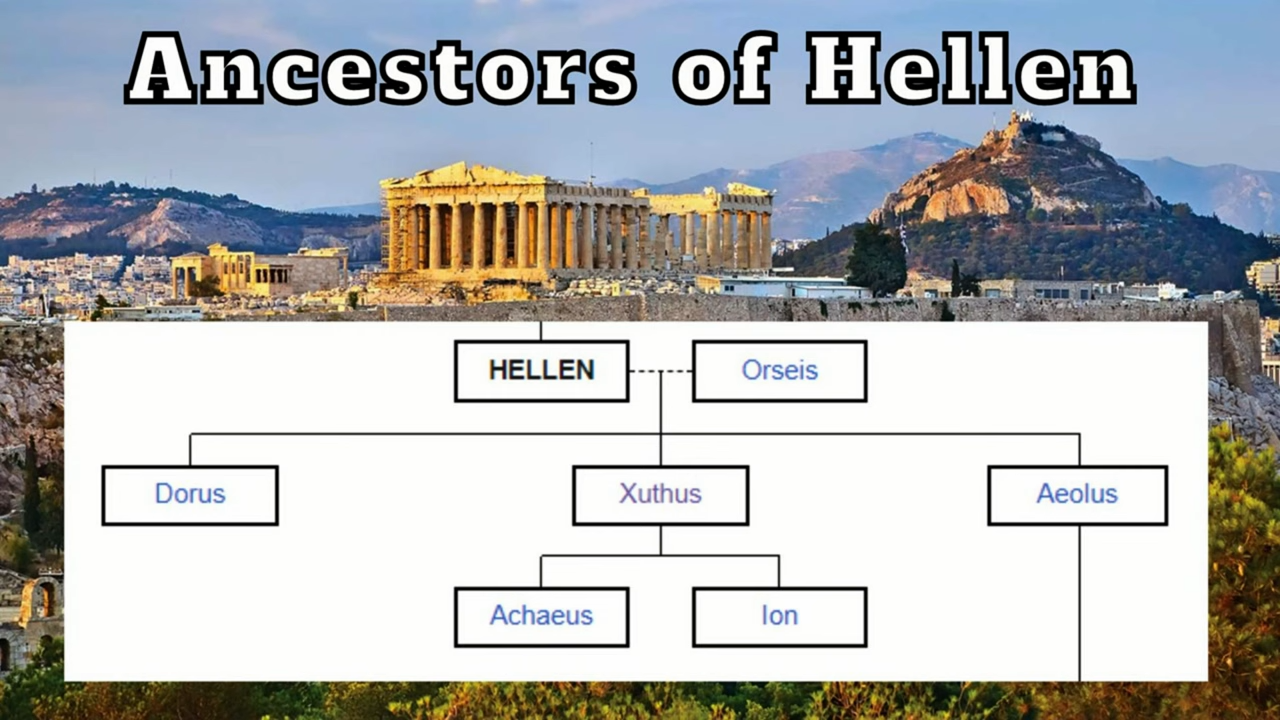 Ancestors of Hellen
HELLEN
Orseis
Dorus
Xuthus
Aeolus
Achaeus
Ion